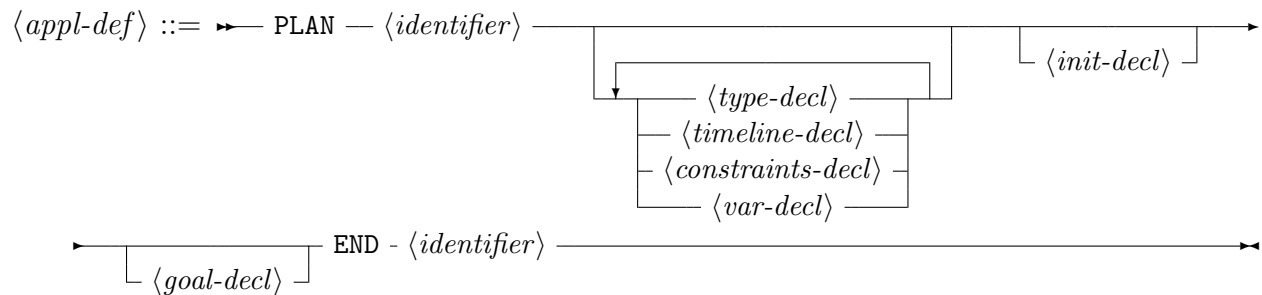 ⟨appl-def⟩ ::= PLAN ⟨identifier⟩ ⟨init-decl⟩
⟨type-decl⟩
⟨timeline-decl⟩
⟨constraints-decl⟩
⟨var-decl⟩
⟨goal-decl⟩ END ⟨identifier⟩